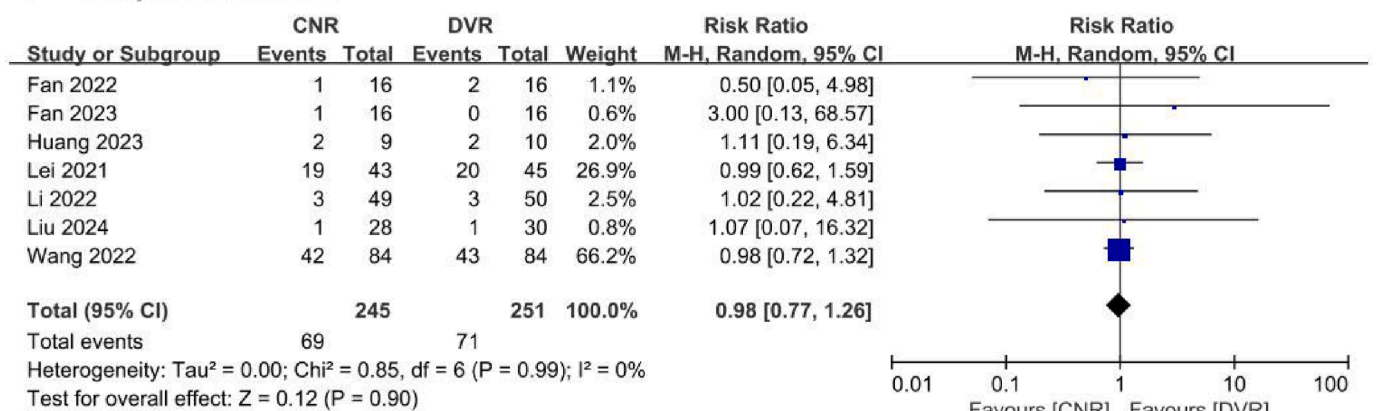 CNR DVR Risk Ratio Risk Ratio
Study or Subgroup Events Total Events Total Weight M-H, Random, 95% CI M-H, Random, 95% CI
Fan 2022 1 16 2 16 1.1% 0.50 [0.05, 4.98]
Fan 2023 1 16 0 16 0.6% 3.00 [0.13, 68.57]
Huang 2023 2 9 2 10 2.0% 1.11 [0.19, 6.34]
Lei 2021 19 43 20 45 26.9% 0.99 [0.62, 1.59]
Li 2022 3 49 3 50 2.5% 1.02 [0.22, 4.81]
Liu 2024 1 28 1 30 0.8% 1.07 [0.07, 16.32]
Wang 2022 42 84 43 84 66.2% 0.98 [0.72, 1.32]
Total (95% CI) 245 251 100.0% 0.98 [0.77, 1.26]
Total events 69 71
Heterogeneity: Tau² = 0.00; Chi² = 0.85, df = 6 (P = 0.99); I² = 0%
Test for overall effect: Z = 0.12 (P = 0.90)
0.01 0.1 1 10 100
Favours [CNR] Favours [DVR]